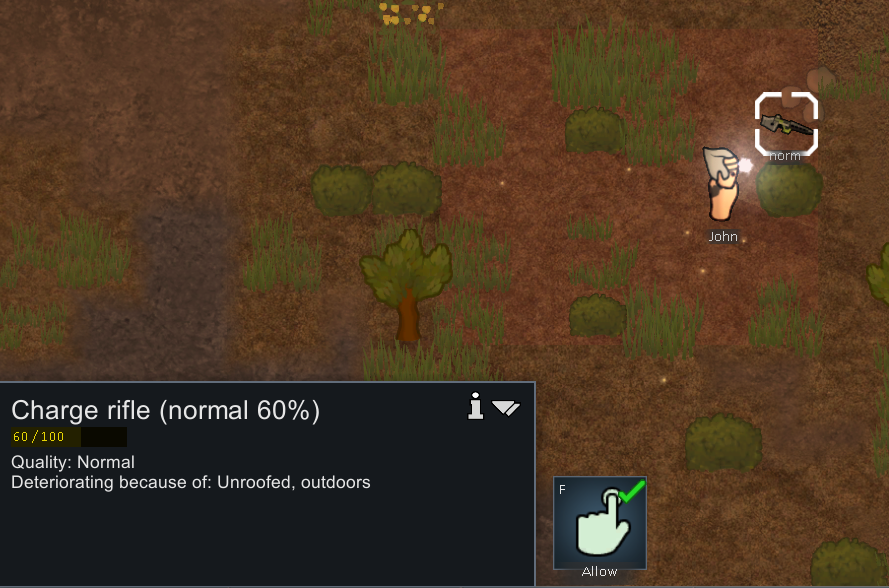 norm
John
Charge rifle (normal 60%)
60 / 100
Quality: Normal
Deteriorating because of: Unroofed, outdoors
F
Allow